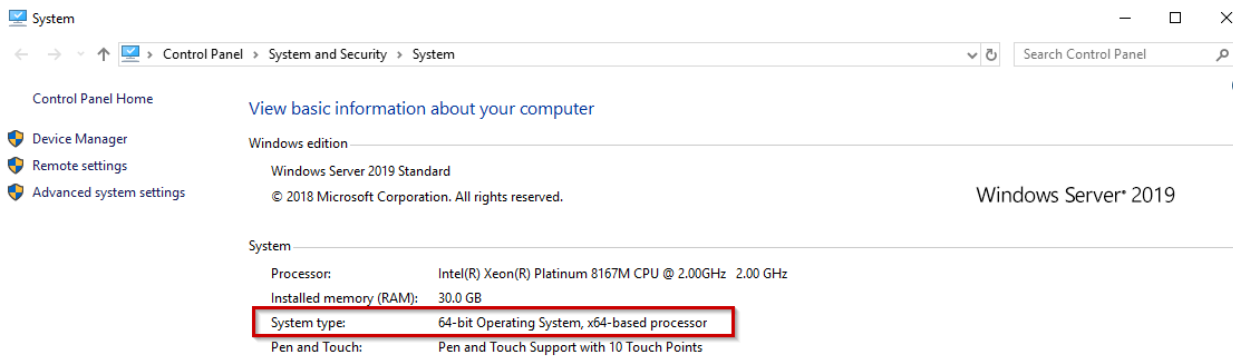 System
Control Panel > System and Security > System
Search Control Panel
Control Panel Home
Device Manager
Remote settings
Advanced system settings
View basic information about your computer
Windows edition
Windows Server 2019 Standard
© 2018 Microsoft Corporation. All rights reserved.
Windows Server® 2019
System
Processor: Intel(R) Xeon(R) Platinum 8167M CPU @ 2.00GHz 2.00 GHz
Installed memory (RAM): 30.0 GB
System type: 64-bit Operating System, x64-based processor
Pen and Touch: Pen and Touch Support with 10 Touch Points